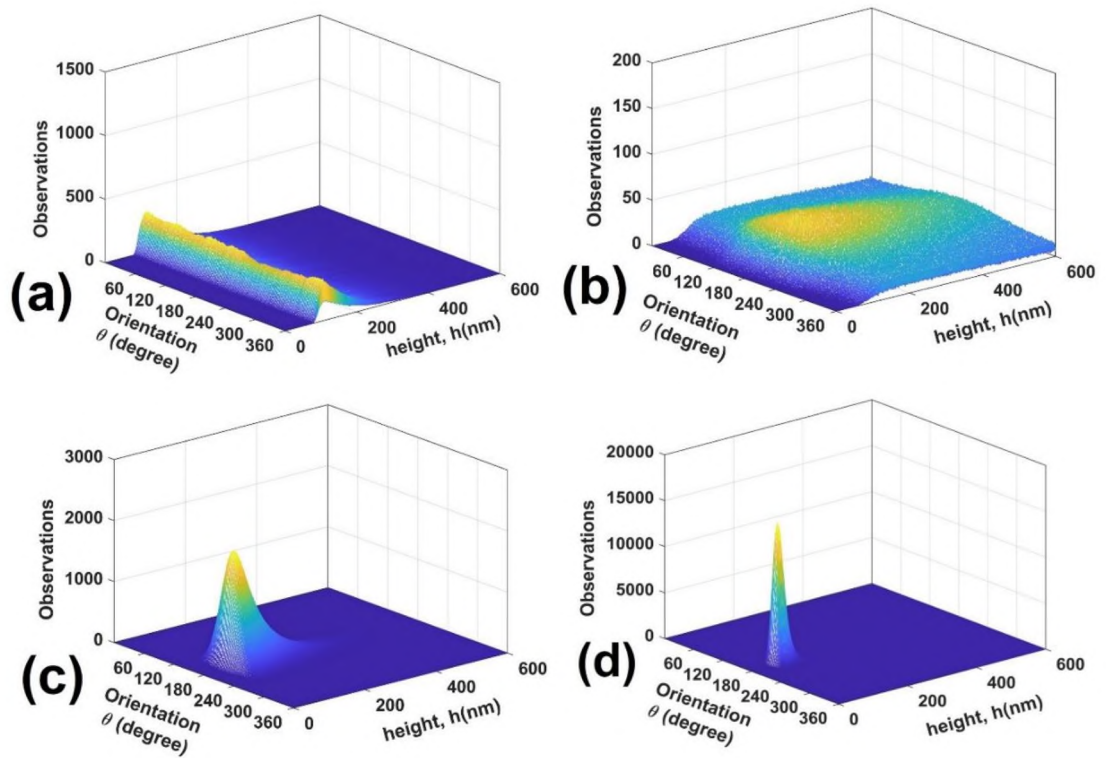 (a)
Observations
1500
1000
500
0
60
120
180
240
300
360
Orientation
θ (degree)
0
200
400
600
height, h(nm)
(b)
Observations
200
150
100
50
0
60
120
180
240
300
360
Orientation
θ (degree)
0
200
400
600
height, h(nm)
(c)
Observations
3000
2000
1000
0
60
120
180
240
300
360
Orientation
θ (degree)
0
200
400
600
height, h(nm)
(d)
Observations
20000
15000
10000
5000
0
60
120
180
240
300
360
Orientation
θ (degree)
0
200
400
600
height, h(nm)